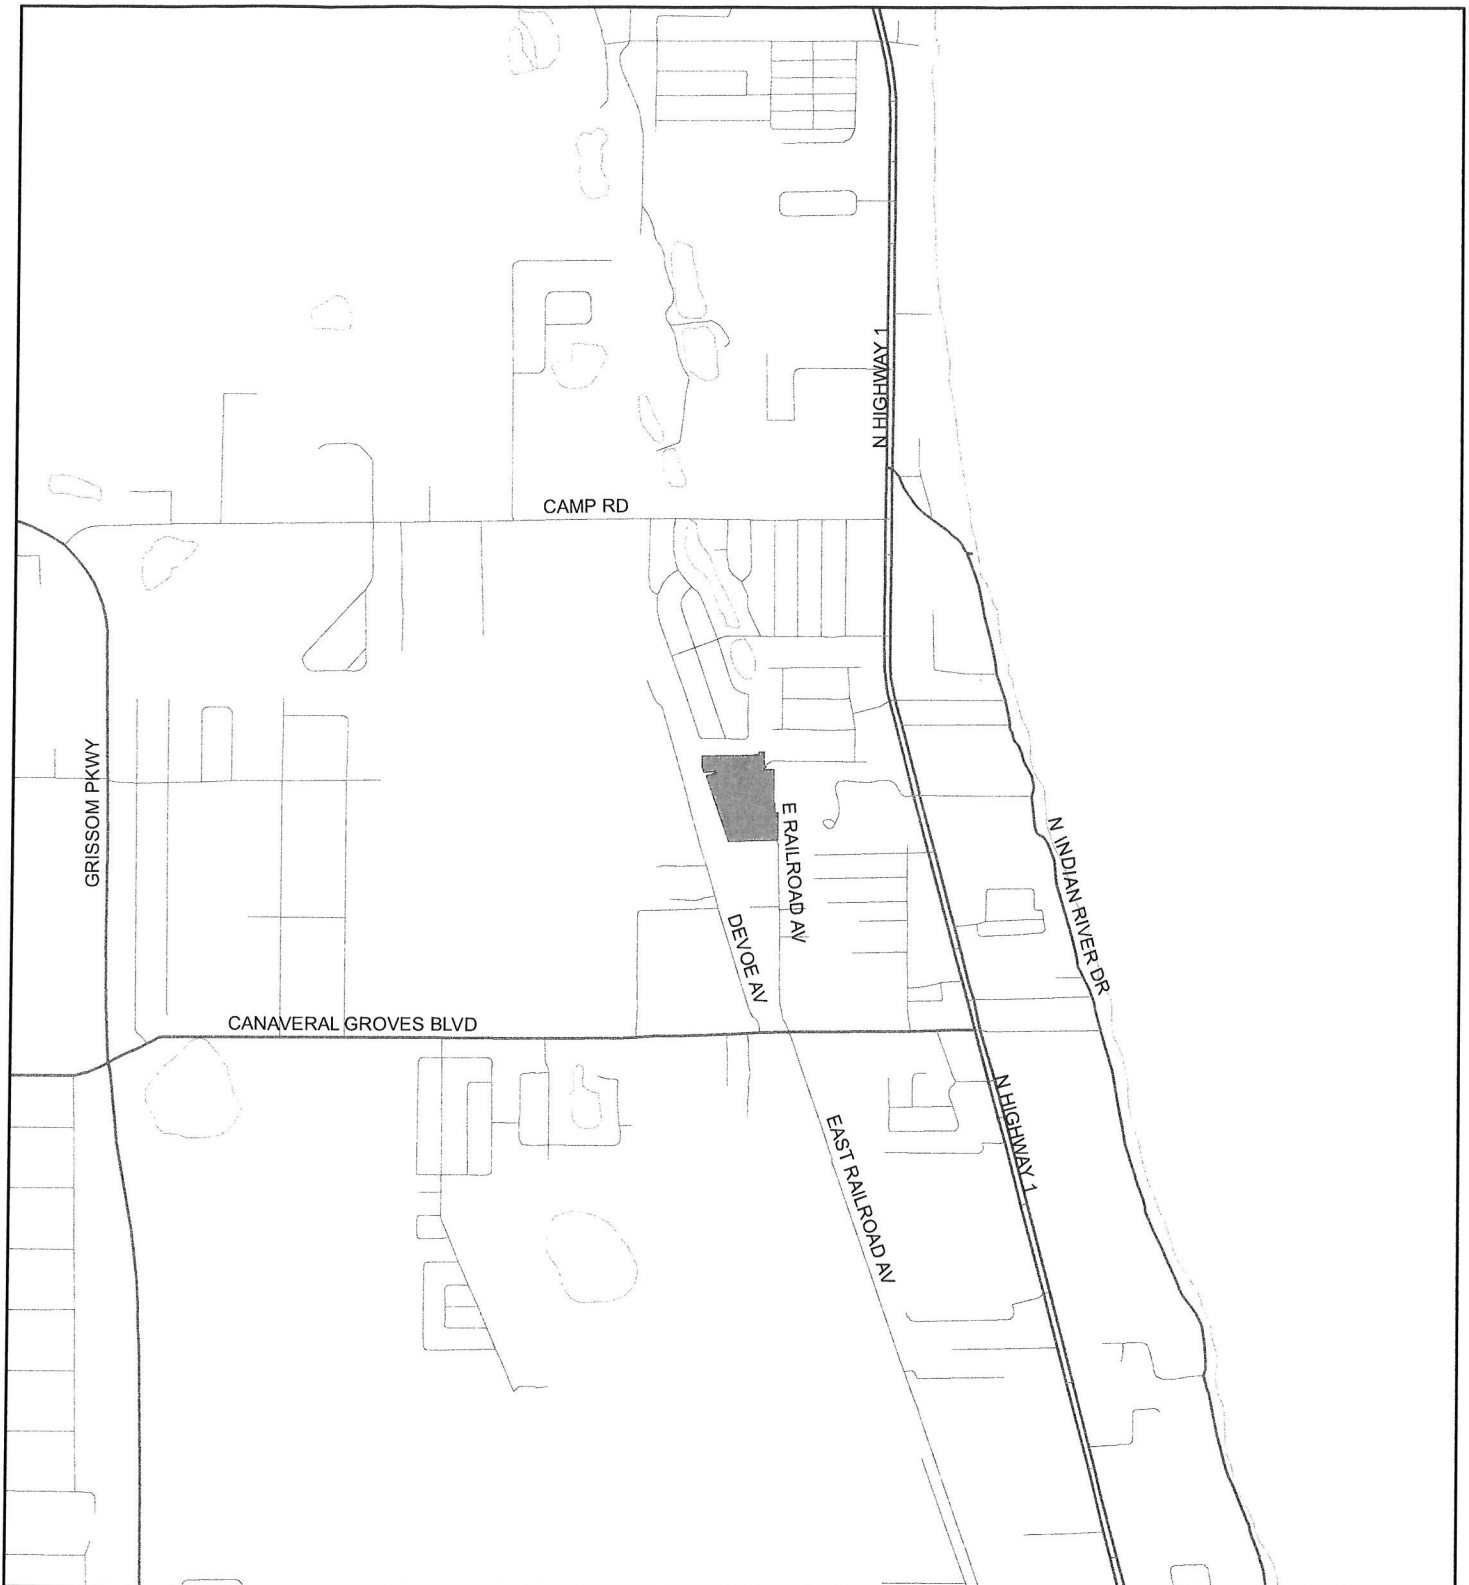 N HIGHWAY 1
CAMP RD
GRISSOM PKWY
E RAILROAD AV
N INDIAN RIVER DR
DEVOE AV
CANAVERAL GROVES BLVD
N HIGHWAY 1
EAST RAILROAD AV